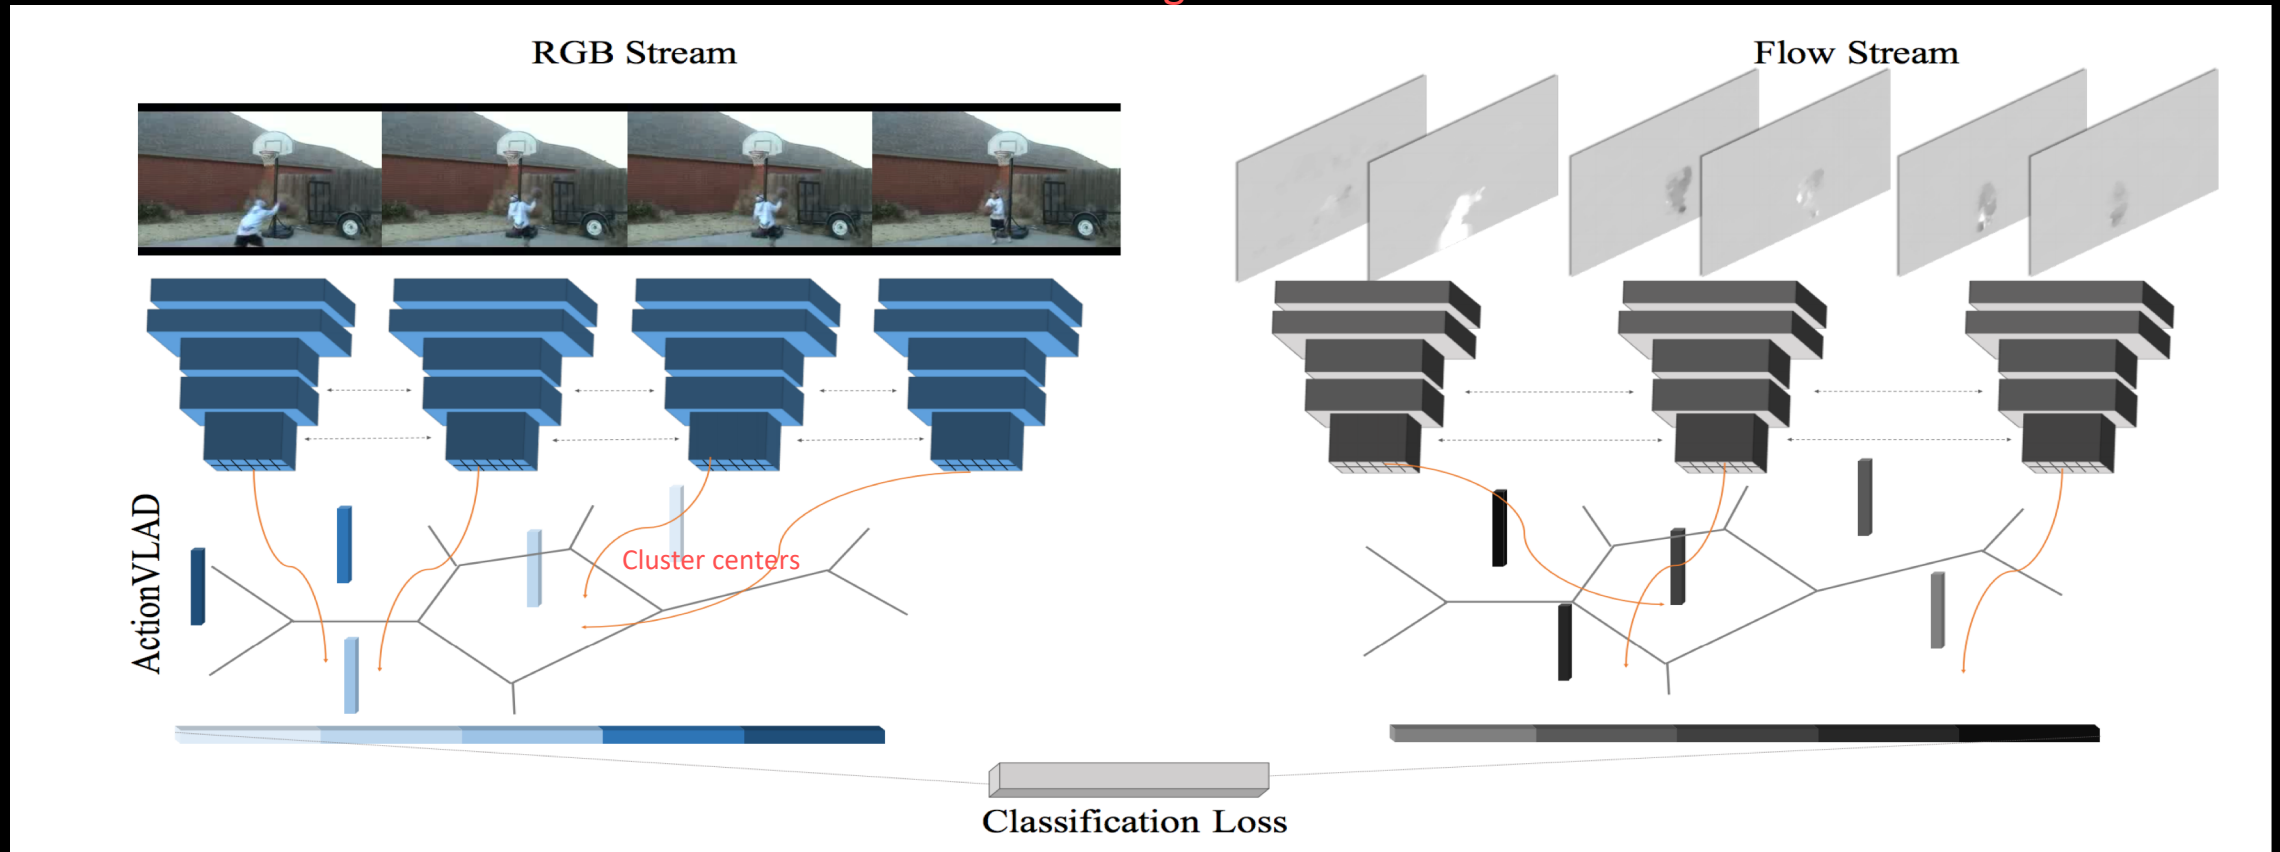 RGB Stream
Flow Stream
ActionVLAD
Cluster centers
Classification Loss